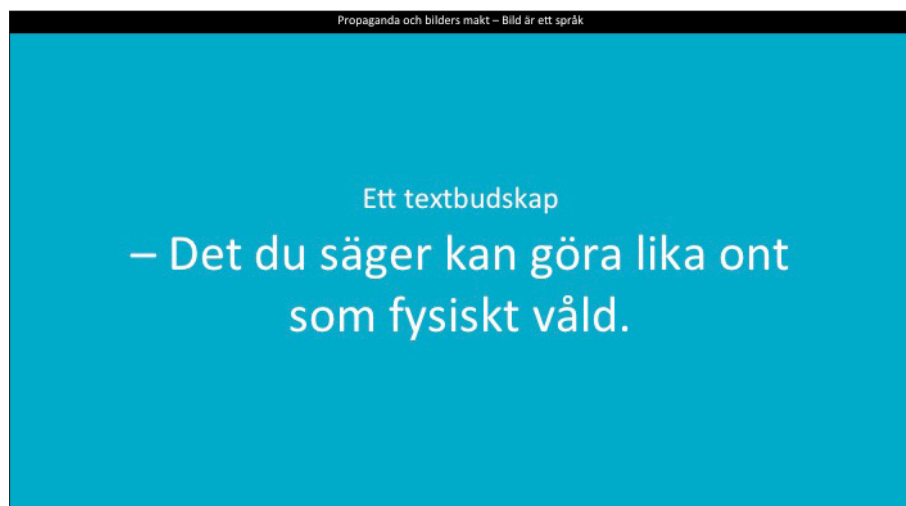 Propaganda och bilders makt – Bild är ett språk
Ett textbudskap
– Det du säger kan göra lika ont
som fysiskt våld.